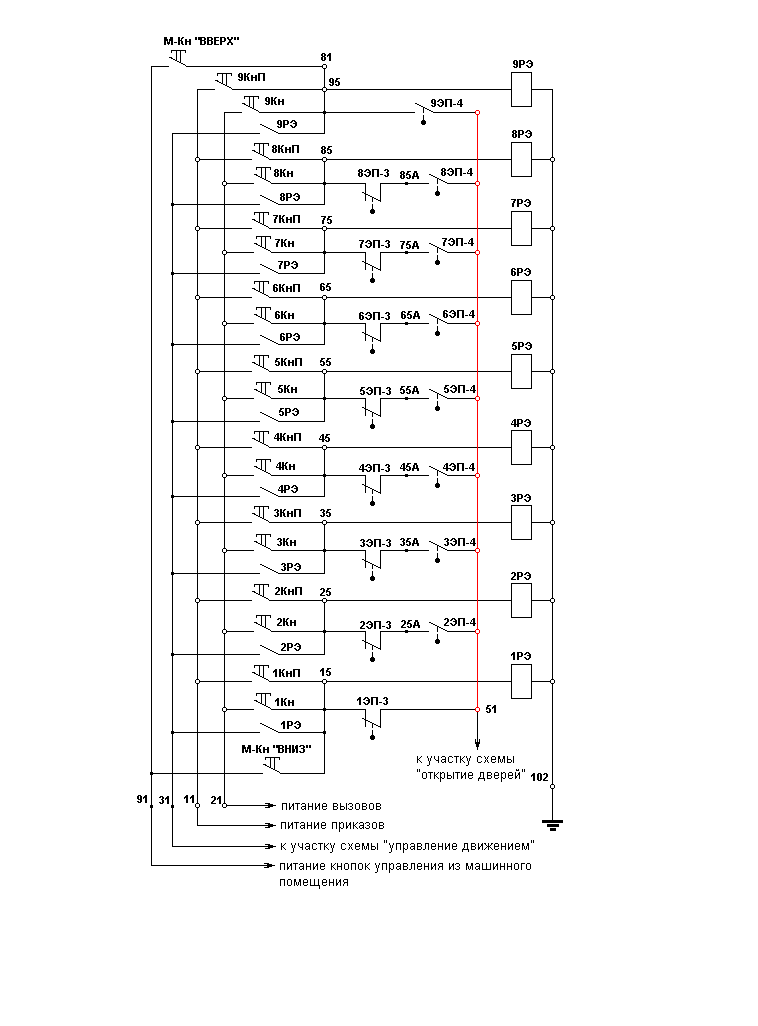 М-Кн "ВВЕРХ"
81
9РЭ
9КнП
95
9Кн
9ЭП-4
9РЭ
8РЭ
8КнП
85
8Кн
8ЭП-3
85А
8ЭП-4
8РЭ
7РЭ
7КнП
75
7Кн
7ЭП-3
75А
7ЭП-4
7РЭ
6РЭ
6КнП
65
6Кн
6ЭП-3
65А
6ЭП-4
6РЭ
5РЭ
5КнП
55
5Кн
5ЭП-3
55А
5ЭП-4
5РЭ
4РЭ
4КнП
45
4Кн
4ЭП-3
45А
4ЭП-4
4РЭ
3РЭ
3КнП
35
3Кн
3ЭП-3
35А
3ЭП-4
3РЭ
2РЭ
2КнП
25
2Кн
2ЭП-3
25А
2ЭП-4
2РЭ
1РЭ
1КнП
15
1Кн
1ЭП-3
51
1РЭ
М-Кн "ВНИЗ"
к участку схемы
"открытие дверей"
102
91
31
11
21
питание вызовов
питание приказов
к участку схемы "управление движением"
питание кнопок управления из машинного
помещения